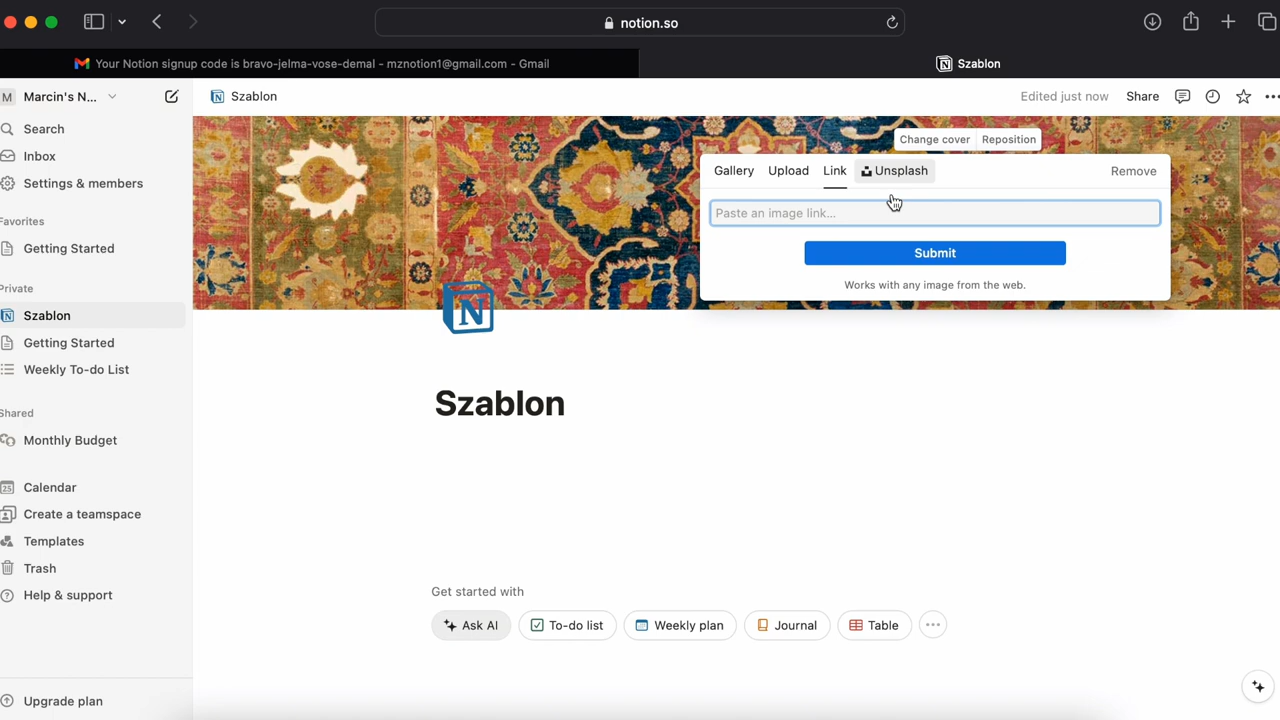 notion.so
Your Notion signup code is bravo-jelma-vose-demal - mznotion1@gmail.com - Gmail
Szablon
M Marcin's N...
Szablon
Edited just now
Share
Search
Inbox
Settings & members
Favorites
Getting Started
Private
Szablon
Getting Started
Weekly To-do List
Shared
Monthly Budget
Calendar
Create a teamspace
Templates
Trash
Help & support
Upgrade plan
Change cover Reposition
Gallery Upload Link Unsplash Remove
Paste an image link...
Submit
Works with any image from the web.
Szablon
Get started with
Ask AI To-do list Weekly plan Journal Table